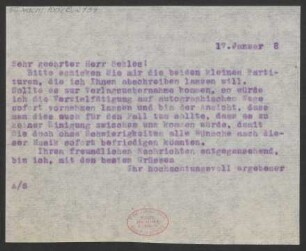 17.Januar 8
Sehr geehrter Herr
Bitte schicken Sie mir die beiden kleinen Parti-
turen, die ich Ihnen abschreiben lassen will.
Sollte es zur Verlagsübernahme kommen, so würde
ich die Vervielfältigung auf autographischem Wege
sofort vornehmen lassen und bin der Ansicht, dass
man dies auch für den Fall tun sollte, dass es zu
keiner Einigung zwischen uns kommen würde, damit
Sie doch ohne Schwierigkeiten alle Wünsche nach die-
ser Musik sofort befriedigen könnten.
Ihren freundlichen Nachrichten entgegensehend,
bin ich, mit den besten Grüssen
Ihr hochachtungsvoll ergebener